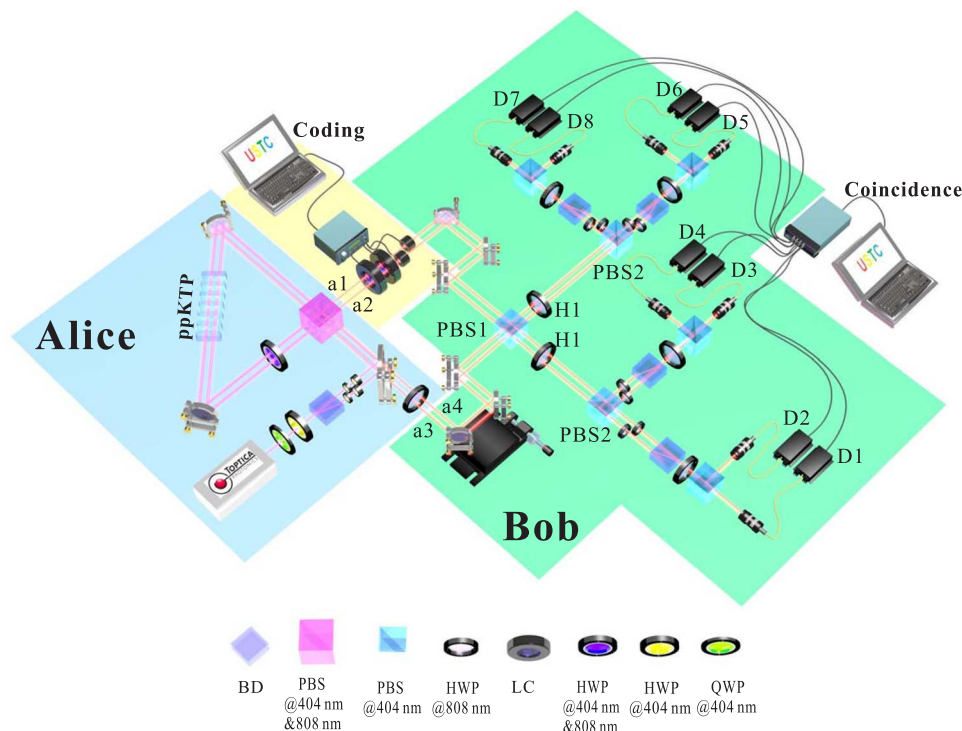 D7
D8
D6
D5
Coding
USTC
Coincidence
D4
D3
USTC
a1
a2
PBS2
ppKTP
Alice
PBS1
H1
H1
a4
a3
PBS2
D2
D1
TOPTICA
Bob
BD
PBS
@404 nm
&808 nm
PBS
@404 nm
HWP
@808 nm
LC
HWP
@404 nm
&808 nm
HWP
@404 nm
QWP
@404 nm